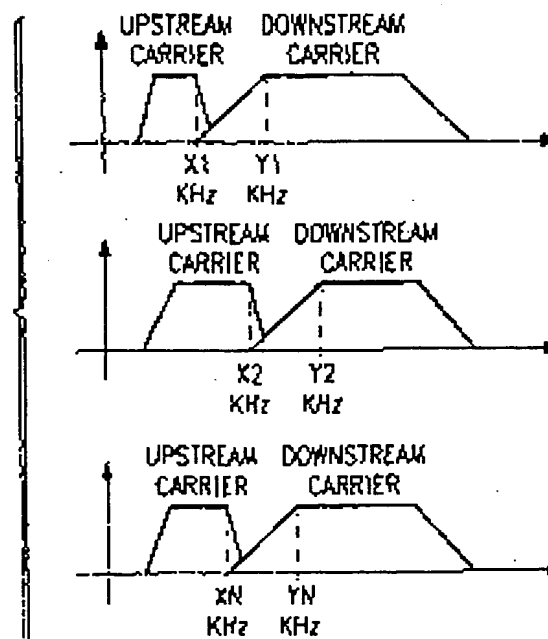 UPSTREAM DOWNSTREAM
CARRIER CARRIER
X1 Y1
KHz KHz
UPSTREAM DOWNSTREAM
CARRIER CARRIER
X2 Y2
KHz KHz
UPSTREAM DOWNSTREAM
CARRIER CARRIER
XN YN
KHz KHz